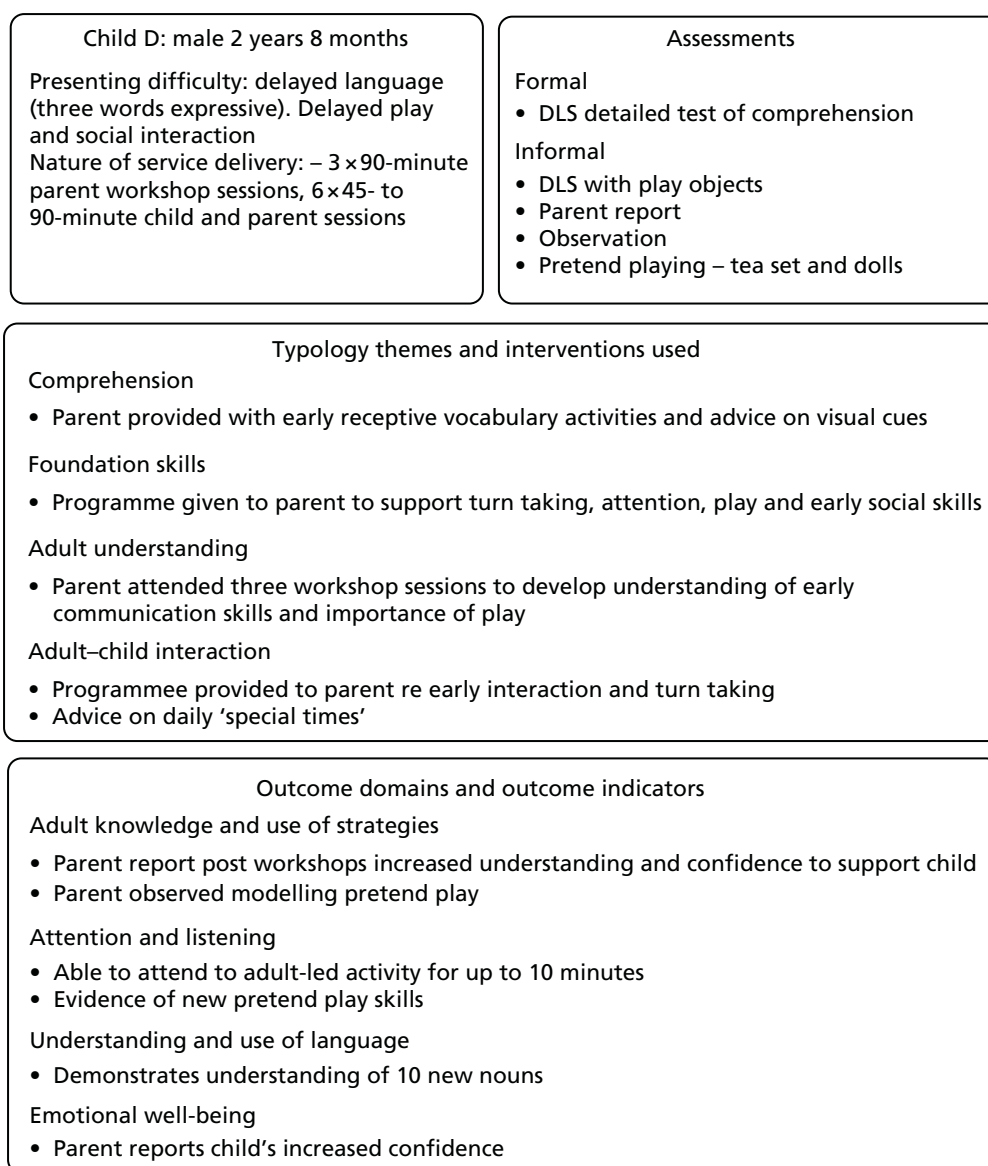 Child D: male 2 years 8 months
Presenting difficulty: delayed language
(three words expressive). Delayed play
and social interaction
Nature of service delivery: – 3 × 90-minute
parent workshop sessions, 6 × 45- to
90-minute child and parent sessions
Assessments
Formal
• DLS detailed test of comprehension
Informal
• DLS with play objects
• Parent report
• Observation
• Pretend playing – tea set and dolls
Typology themes and interventions used
Comprehension
• Parent provided with early receptive vocabulary activities and advice on visual cues
Foundation skills
• Programme given to parent to support turn taking, attention, play and early social skills
Adult understanding
• Parent attended three workshop sessions to develop understanding of early
communication skills and importance of play
Adult–child interaction
• Programmee provided to parent re early interaction and turn taking
• Advice on daily ‘special times’
Outcome domains and outcome indicators
Adult knowledge and use of strategies
• Parent report post workshops increased understanding and confidence to support child
• Parent observed modelling pretend play
Attention and listening
• Able to attend to adult-led activity for up to 10 minutes
• Evidence of new pretend play skills
Understanding and use of language
• Demonstrates understanding of 10 new nouns
Emotional well-being
• Parent reports child’s increased confidence